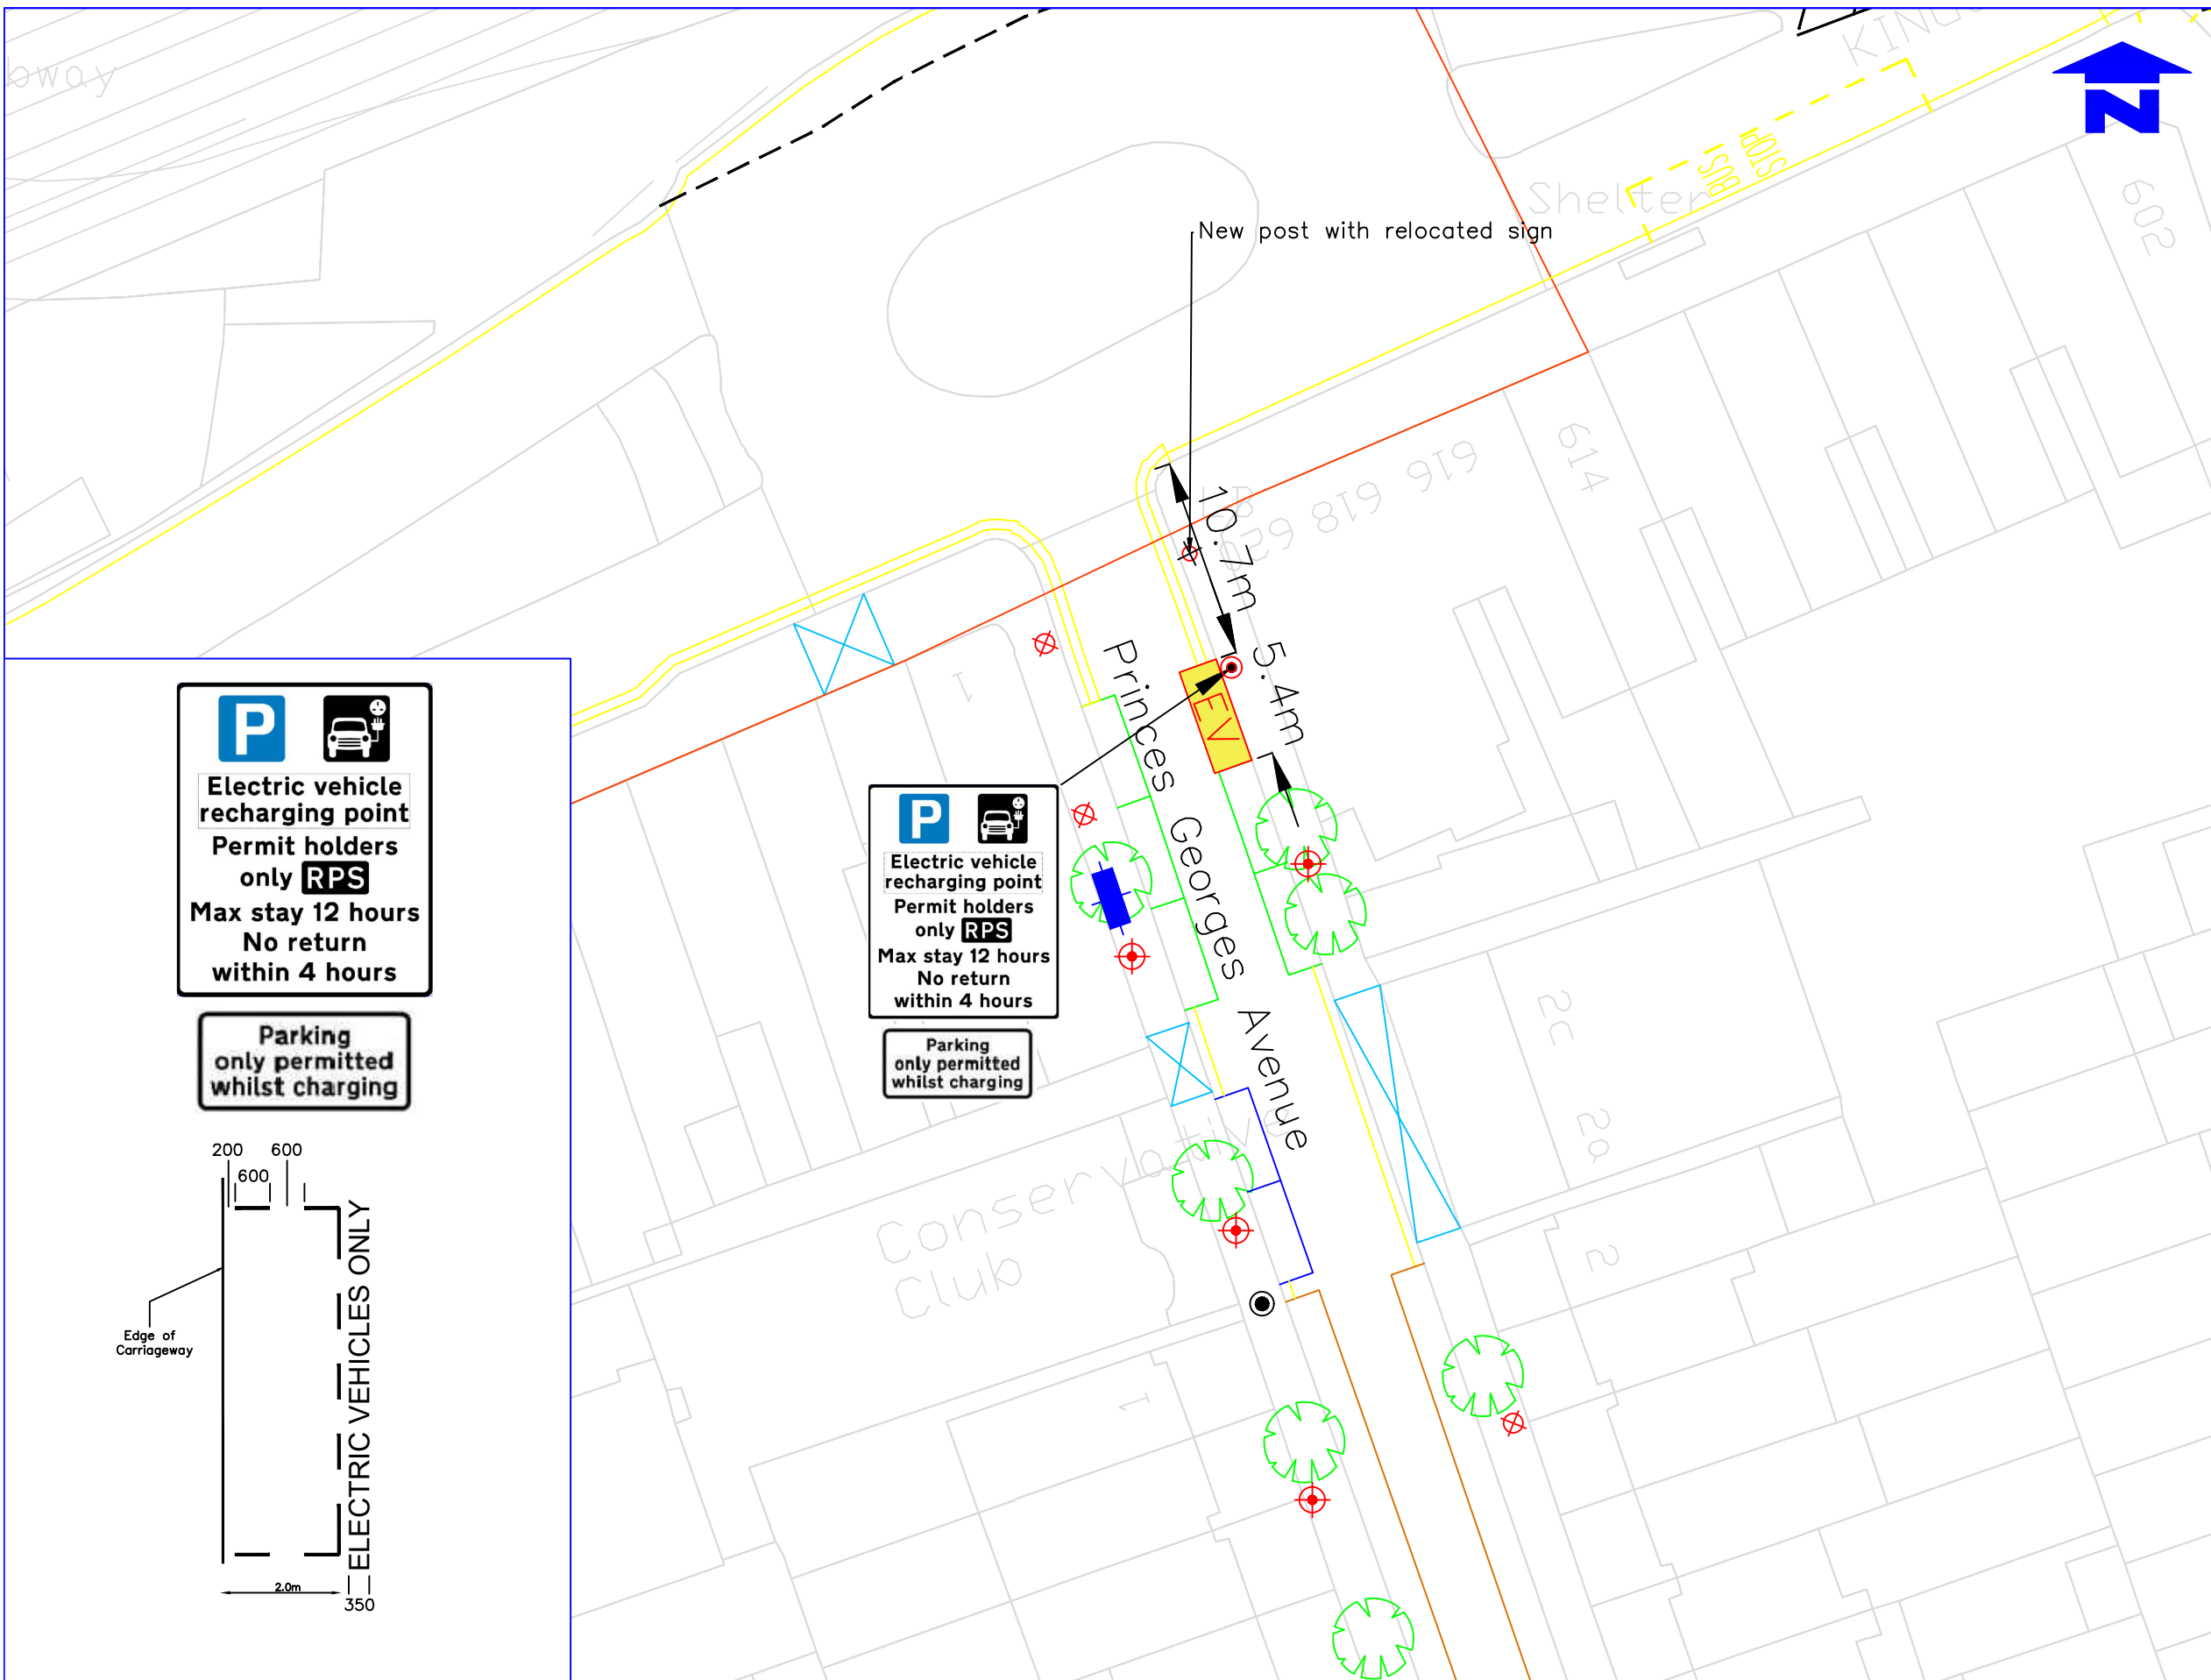 Shelter
BUS
STOP
N
602
New post with relocated sign
614
616
618
620
10.7m
5.4m
EV
1
Princes Georges Avenue
P
Electric vehicle
recharging point
Permit holders
only RPS
Max stay 12 hours
No return
within 4 hours
Parking
only permitted
whilst charging
P
Electric vehicle
recharging point
Permit holders
only RPS
Max stay 12 hours
No return
within 4 hours
Parking
only permitted
whilst charging
2c
2a
2
Conservative
Club
1
200
600
600
Edge of
Carriageway
ELECTRIC VEHICLES ONLY
2.0m
350